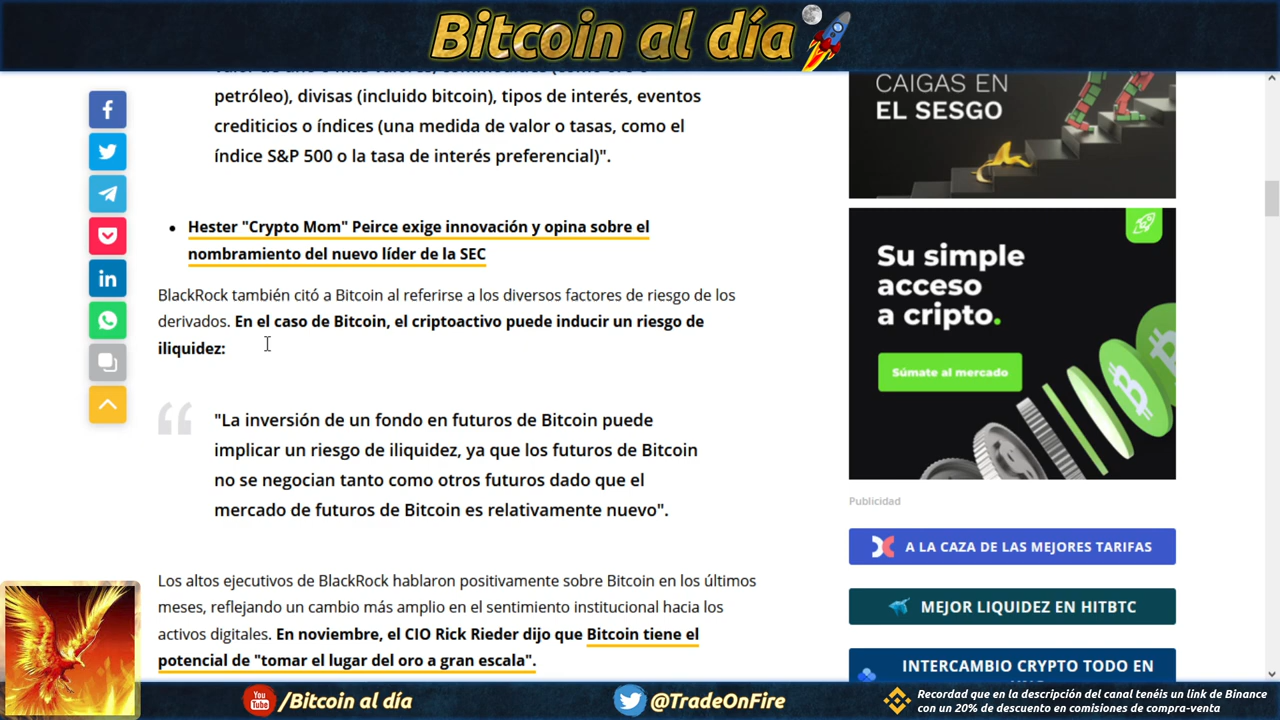 Bitcoin al día
petróleo), divisas (incluido bitcoin), tipos de interés, eventos
crediticios o índices (una medida de valor o tasas, como el
índice S&P 500 o la tasa de interés preferencial)".
Hester "Crypto Mom" Peirce exige innovación y opina sobre el
nombramiento del nuevo líder de la SEC
BlackRock también citó a Bitcoin al referirse a los diversos factores de riesgo de los
derivados. En el caso de Bitcoin, el criptoactivo puede inducir un riesgo de
iliquidez:
"La inversión de un fondo en futuros de Bitcoin puede
implicar un riesgo de iliquidez, ya que los futuros de Bitcoin
no se negocian tanto como otros futuros dado que el
mercado de futuros de Bitcoin es relativamente nuevo".
Los altos ejecutivos de BlackRock hablaron positivamente sobre Bitcoin en los últimos
meses, reflejando un cambio más amplio en el sentimiento institucional hacia los
activos digitales. En noviembre, el CIO Rick Rieder dijo que Bitcoin tiene el
potencial de "tomar el lugar del oro a gran escala".
CAIGAS EN
EL SESGO
Su simple
acceso
a cripto.
Súmate al mercado
Publicidad
A LA CAZA DE LAS MEJORES TARIFAS
MEJOR LIQUIDEZ EN HITBTC
INTERCAMBIO CRYPTO TODO EN
You Tube /Bitcoin al día
@TradeOnFire
Recordad que en la descripción del canal tenéis un link de Binance
con un 20% de descuento en comisiones de compra-venta